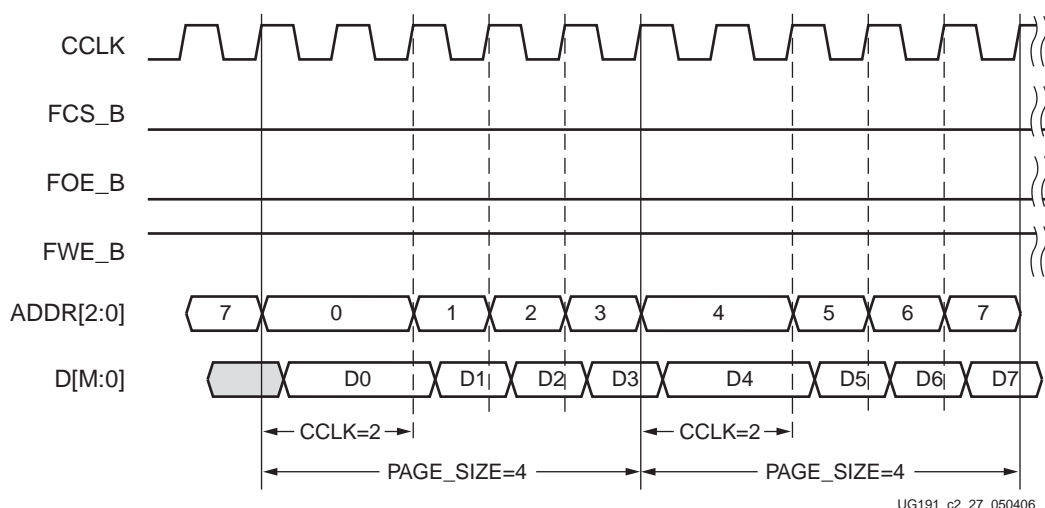 CCLK
FCS_B
FOE_B
FWE_B
ADDR[2:0] 7 0 1 2 3 4 5 6 7
D[M:0] D0 D1 D2 D3 D4 D5 D6 D7
CCLK=2 CCLK=2
PAGE_SIZE=4 PAGE_SIZE=4
UG191_c2_27_050406